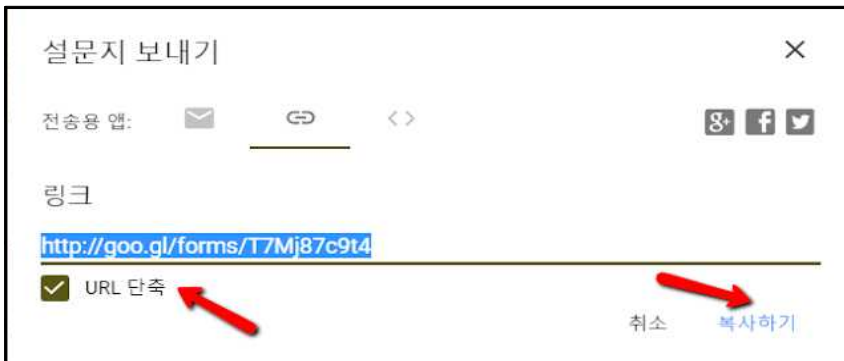 설문지 보내기
전송용 앱:
링크
http://goo.gl/forms/T7Mj87c9t4
URL 단축
취소 복사하기